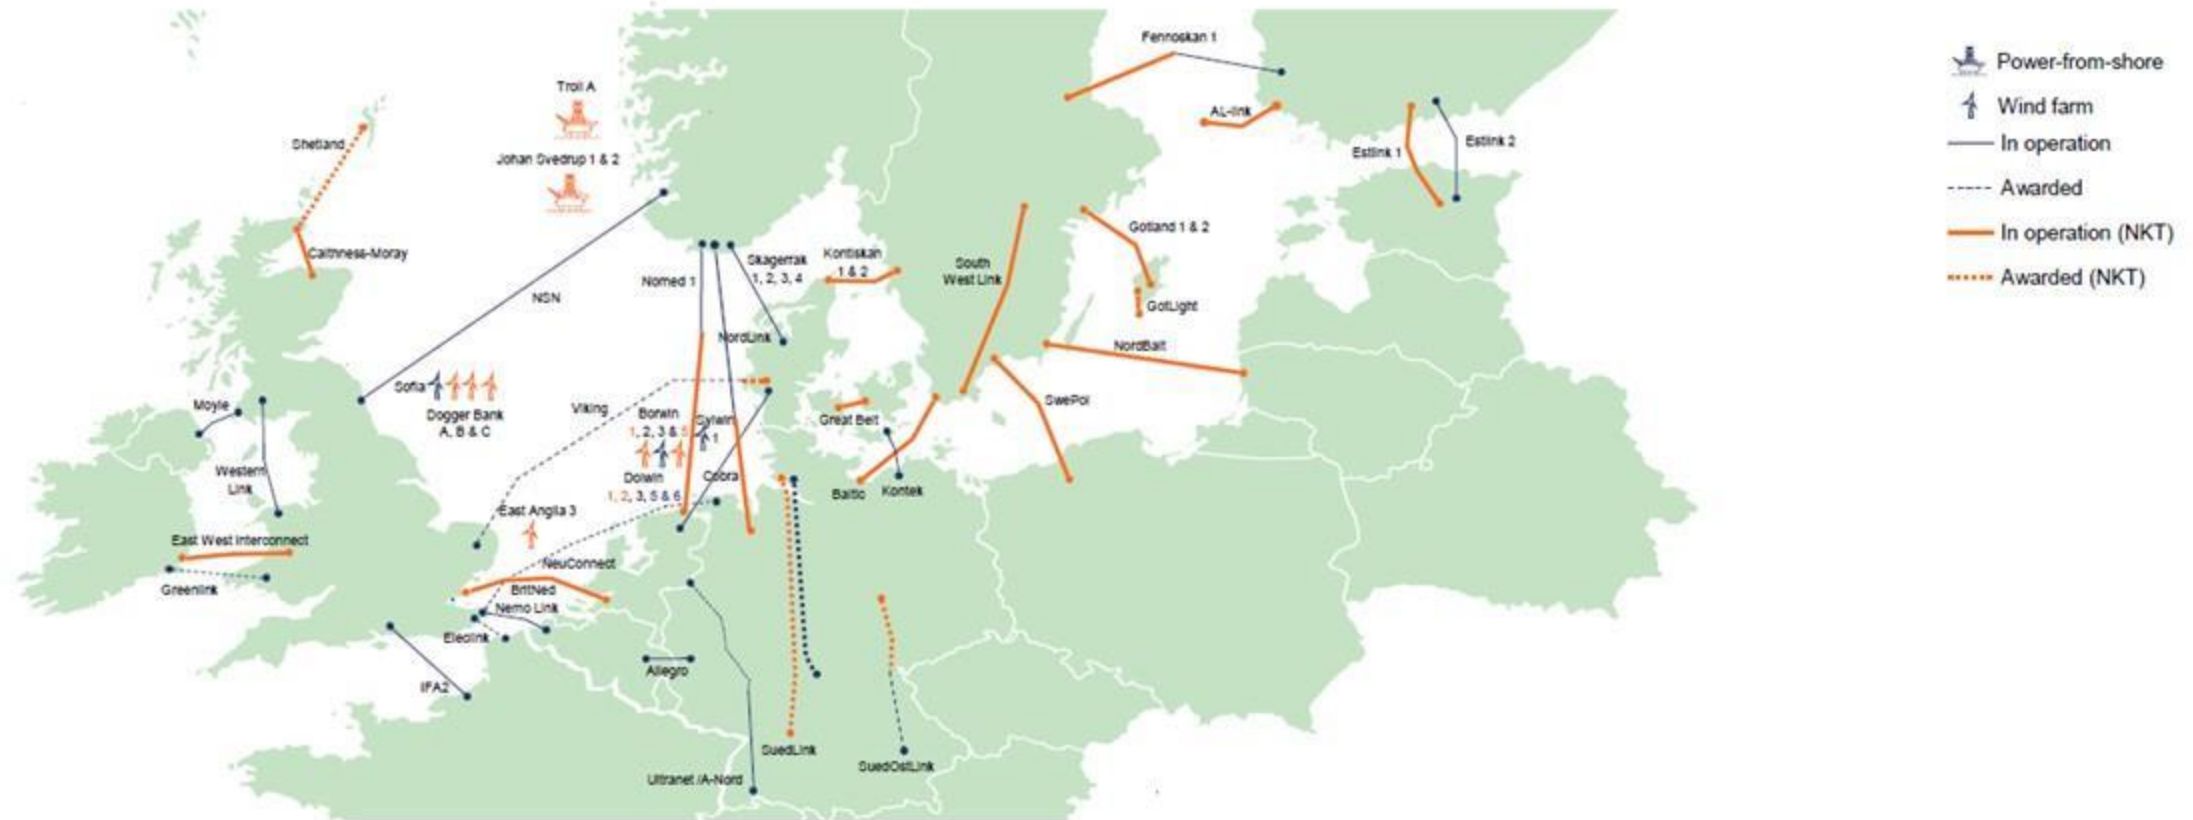 Fennoskan 1
Power-from-shore
Troll A
Wind farm
AL-link
Shetland
Estlink 2
In operation
Estlink 1
Johan Svedrup 1 & 2
Awarded
Gotland 1 & 2
In operation (NKT)
Caithness-Moray
Skagerrak
1, 2, 3, 4
Kontiskan
1 & 2
South
West Link
Awarded (NKT)
Nomed 1
NSN
GotLight
NordLink
NordBalt
Sofia
Moyle
Dogger Bank
A, B & C
Viking
Borwin
1, 2, 3 & 5
Sylwin
1
Great Belt
SwePol
Western
Link
Dolwin
1, 2, 3, 5 & 6
Cobra
Baltic
Kontek
East Anglia 3
East West Interconnect
NeuConnect
Greenlink
BritNed
Nemo Link
Eleclink
Allegro
IFA2
SuedLink
SuedOstLink
Ultranet /A-Nord